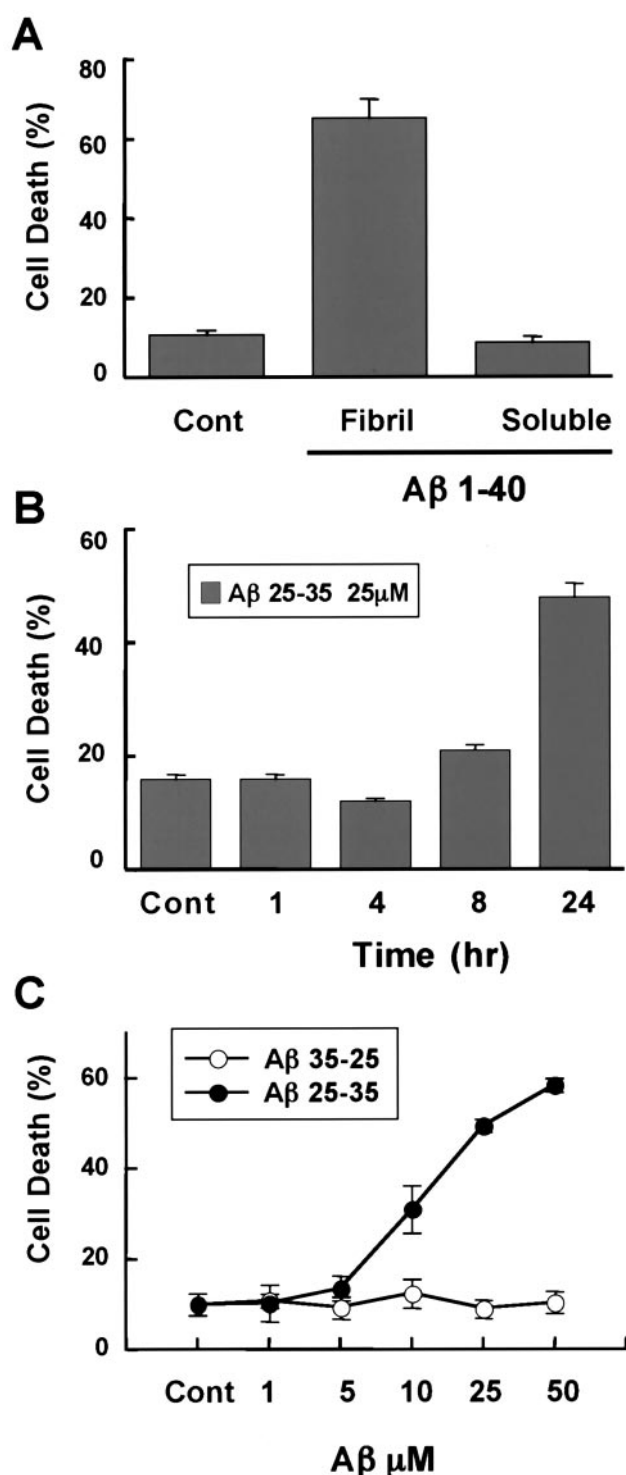 A
Cell Death (%)
80
60
40
20
0
Cont Fibril Soluble
Aβ 1-40
B
Cell Death (%)
60
40
20
0
Aβ 25-35 25μM
Cont 1 4 8 24
Time (hr)
C
Cell Death (%)
60
40
20
0
Aβ 35-25
Aβ 25-35
Cont 1 5 10 25 50
Aβ μM